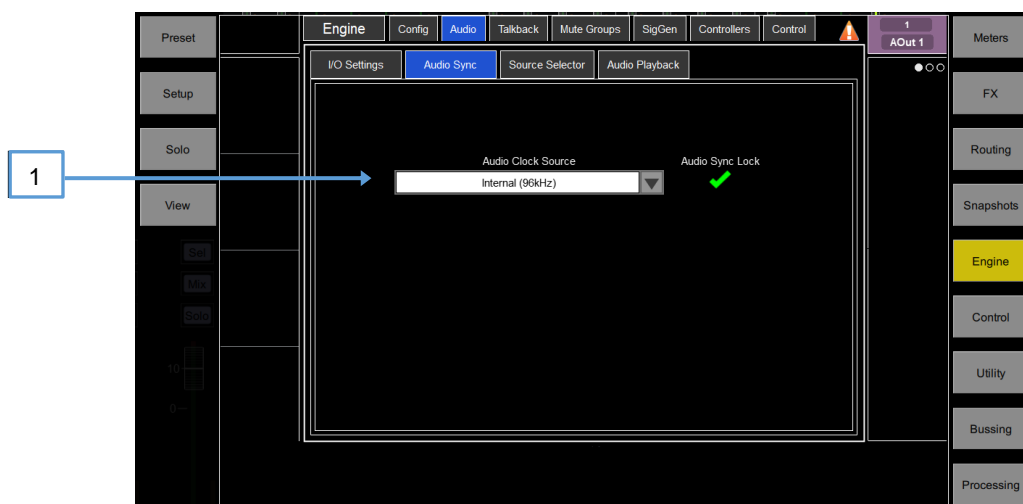 1
Preset
Setup
Solo
View
Sel
Mix
Solo
10
0
Engine
Config
Audio
Talkback
Mute Groups
SigGen
Controllers
Control
1
AOut 1
I/O Settings
Audio Sync
Source Selector
Audio Playback
Audio Clock Source
Audio Sync Lock
Internal (96kHz)
Meters
FX
Routing
Snapshots
Engine
Control
Utility
Bussing
Processing